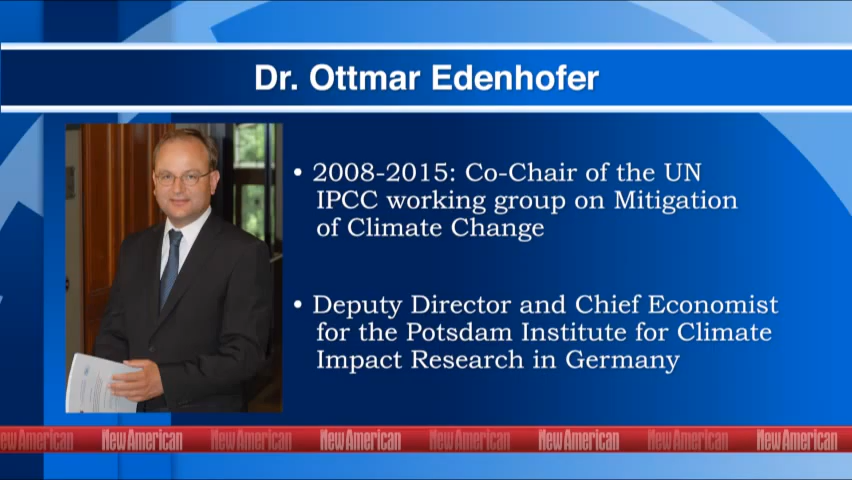 Dr. Ottmar Edenhofer
• 2008-2015: Co-Chair of the UN
IPCC working group on Mitigation
of Climate Change
• Deputy Director and Chief Economist
for the Potsdam Institute for Climate
Impact Research in Germany
ew American New American New American New American New American New American New American New American